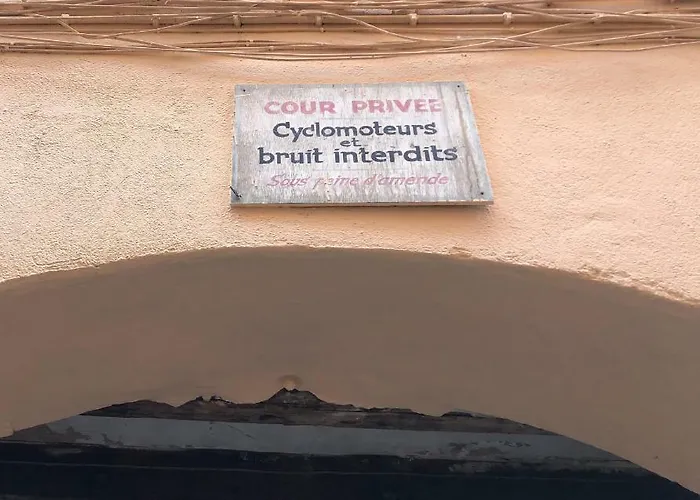 COUR PRIVEE
Cyclomoteurs
et
bruit interdits
Sous peine d'amende